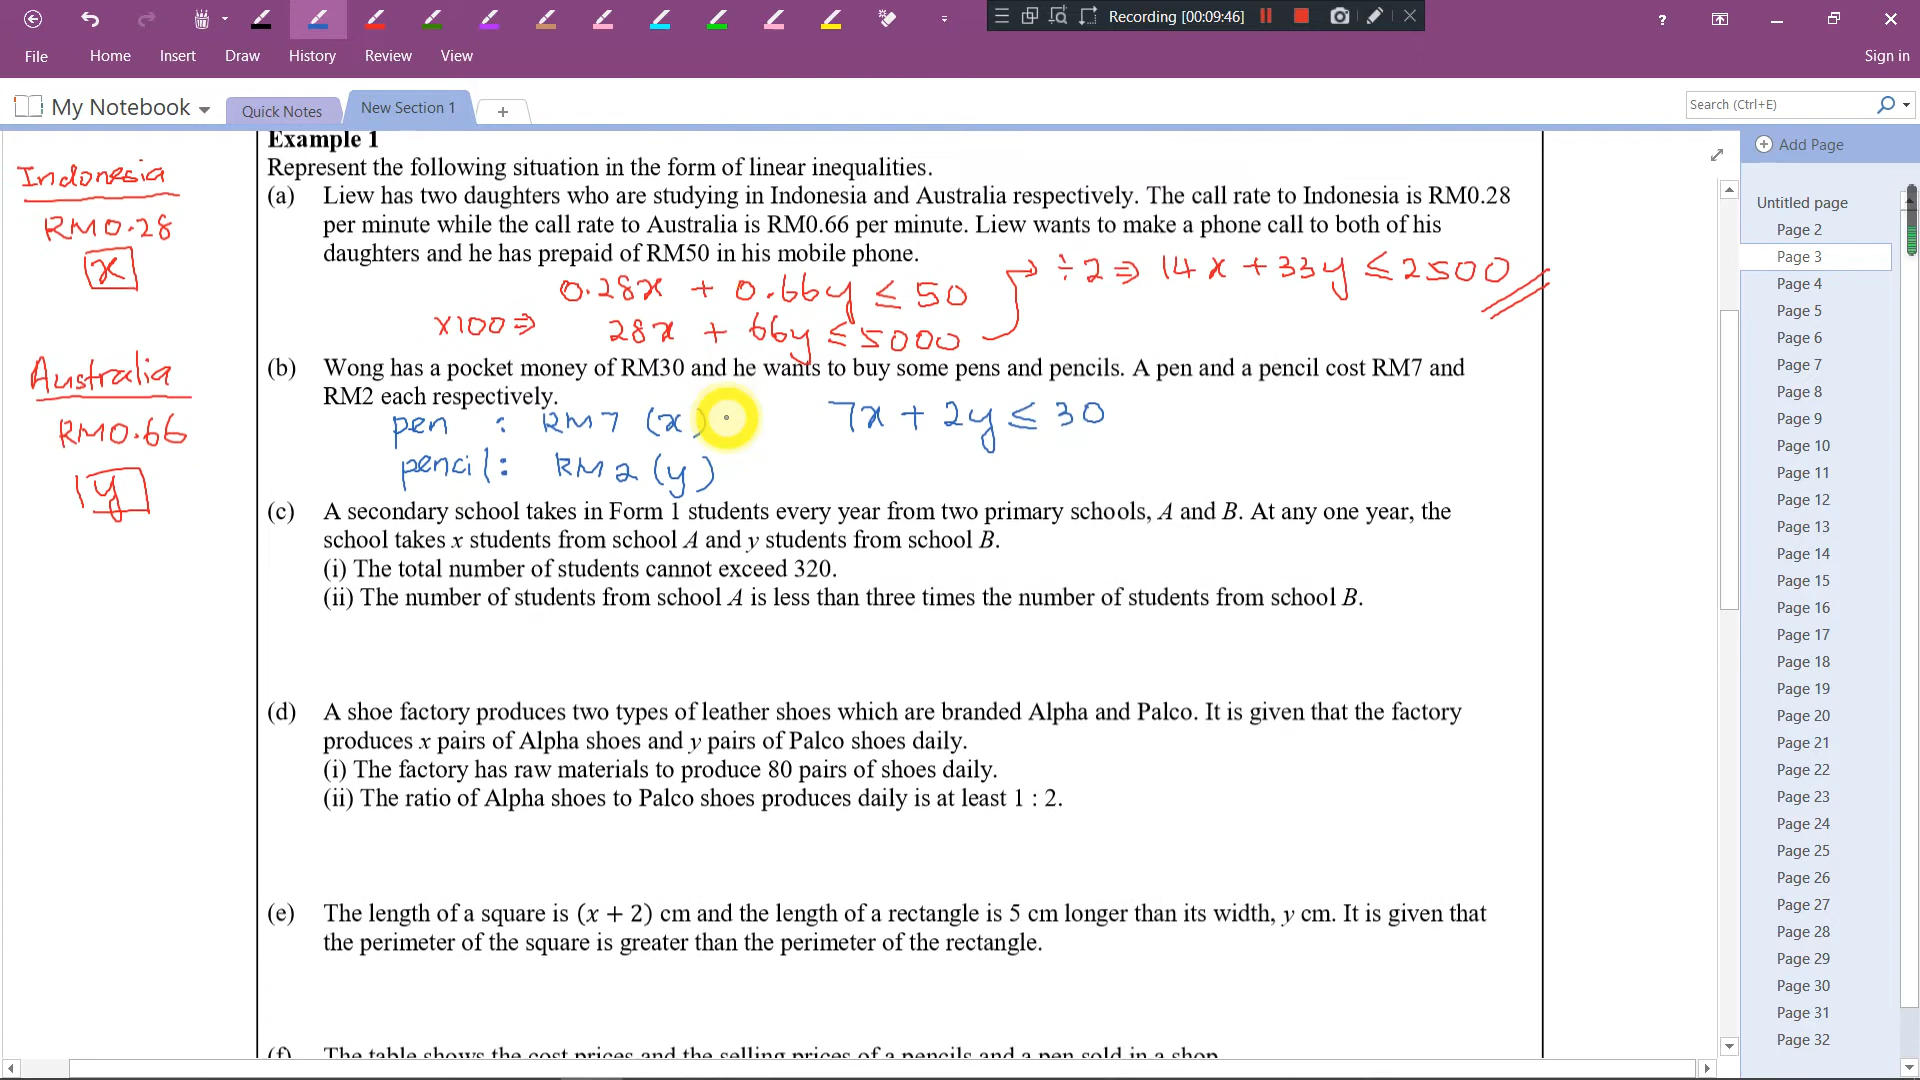 Recording [00:09:46]
?
File
Home
Insert
Draw
History
Review
View
Sign in
My Notebook
Quick Notes
New Section 1
+
Search (Ctrl+E)
Add Page
Untitled page
Page 2
Page 3
Page 4
Page 5
Page 6
Page 7
Page 8
Page 9
Page 10
Page 11
Page 12
Page 13
Page 14
Page 15
Page 16
Page 17
Page 18
Page 19
Page 20
Page 21
Page 22
Page 23
Page 24
Page 25
Page 26
Page 27
Page 28
Page 29
Page 30
Page 31
Page 32
Indonesia
RM0.28
x
Australia
RM0.66
y
Example 1
Represent the following situation in the form of linear inequalities.
(a) Liew has two daughters who are studying in Indonesia and Australia respectively. The call rate to Indonesia is RM0.28
per minute while the call rate to Australia is RM0.66 per minute. Liew wants to make a phone call to both of his
daughters and he has prepaid of RM50 in his mobile phone.
0.28x + 0.66y ≤ 50
x100 ⇒ 28x + 66y ≤ 5000
÷2 ⇒ 14x + 33y ≤ 2500
(b) Wong has a pocket money of RM30 and he wants to buy some pens and pencils. A pen and a pencil cost RM7 and
RM2 each respectively.
pen : RM7 (x) 7x + 2y ≤ 30
pencil : RM2 (y)
(c) A secondary school takes in Form 1 students every year from two primary schools, A and B. At any one year, the
school takes x students from school A and y students from school B.
(i) The total number of students cannot exceed 320.
(ii) The number of students from school A is less than three times the number of students from school B.
(d) A shoe factory produces two types of leather shoes which are branded Alpha and Palco. It is given that the factory
produces x pairs of Alpha shoes and y pairs of Palco shoes daily.
(i) The factory has raw materials to produce 80 pairs of shoes daily.
(ii) The ratio of Alpha shoes to Palco shoes produces daily is at least 1 : 2.
(e) The length of a square is (x + 2) cm and the length of a rectangle is 5 cm longer than its width, y cm. It is given that
the perimeter of the square is greater than the perimeter of the rectangle.
(f) The table shows the cost prices and the selling prices of a pencils and a pen sold in a shop.